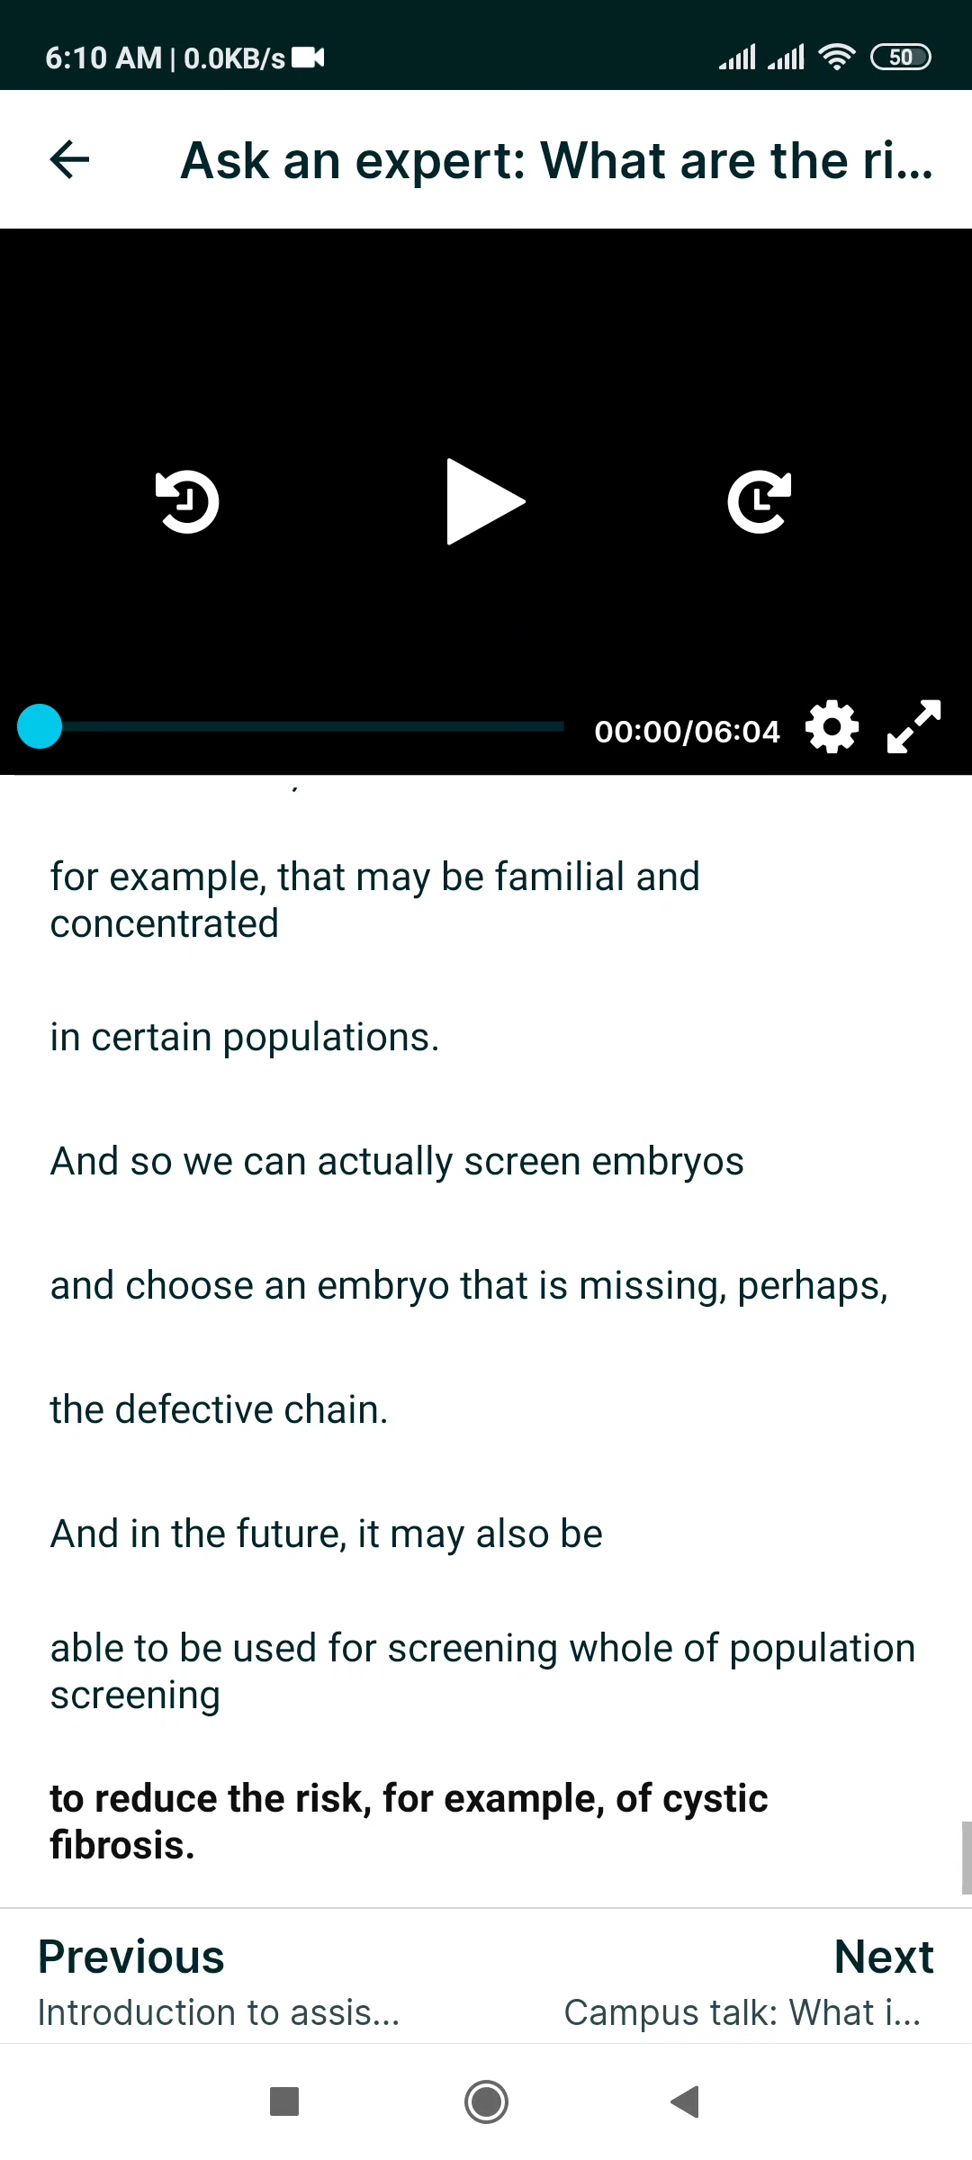 6:10 AM | 0.0KB/s
50
Ask an expert: What are the ri...
00:00/06:04
for example, that may be familial and
concentrated
in certain populations.
And so we can actually screen embryos
and choose an embryo that is missing, perhaps,
the defective chain.
And in the future, it may also be
able to be used for screening whole of population
screening
to reduce the risk, for example, of cystic
fibrosis.
Previous
Next
Introduction to assis...
Campus talk: What i...